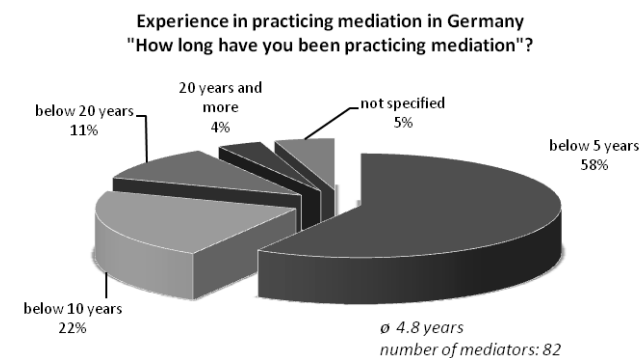 Experience in practicing mediation in Germany
"How long have you been practicing mediation"?
20 years and
more
4%
below 20 years
11%
not specified
5%
below 5 years
58%
below 10 years
22%
ø 4.8 years
number of mediators: 82